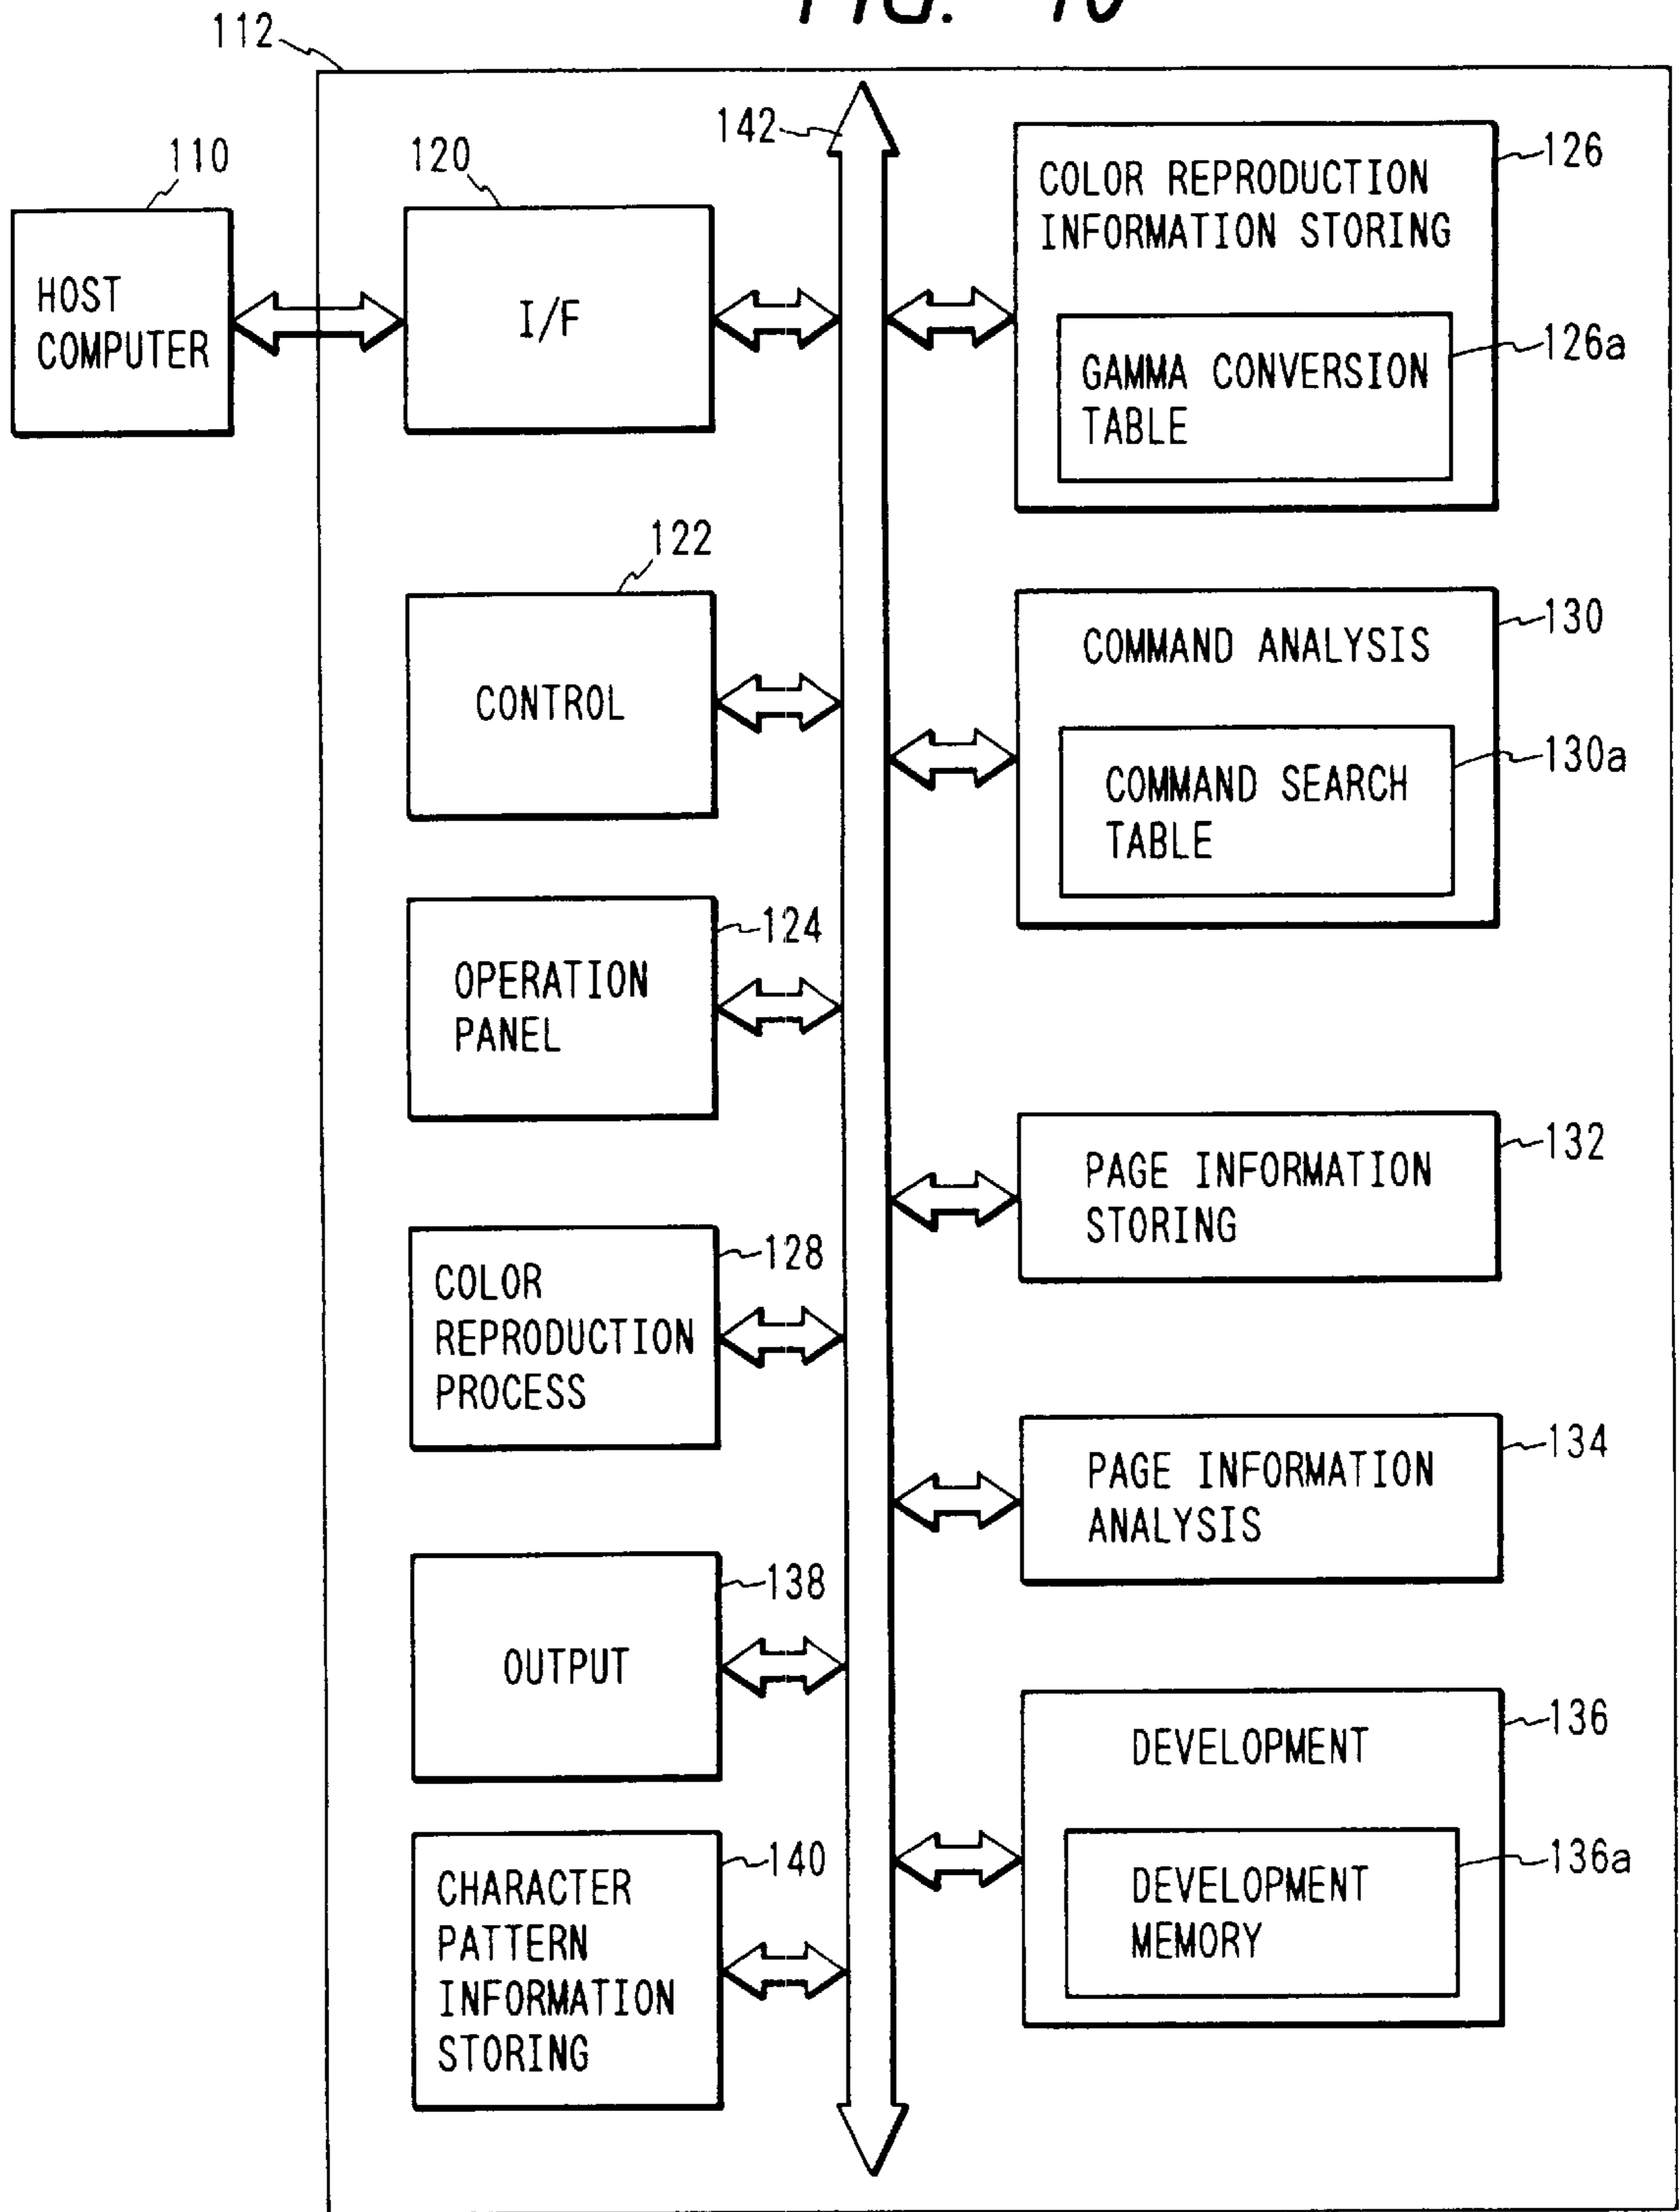 FIG.
112
142
110
120
126
HOST
COMPUTER
I/F
COLOR REPRODUCTION
INFORMATION STORING
126a
GAMMA CONVERSION
TABLE
122
CONTROL
130
COMMAND ANALYSIS
130a
COMMAND SEARCH
TABLE
124
OPERATION
PANEL
132
PAGE INFORMATION
STORING
128
COLOR
REPRODUCTION
PROCESS
134
PAGE INFORMATION
ANALYSIS
138
OUTPUT
136
DEVELOPMENT
136a
DEVELOPMENT
MEMORY
140
CHARACTER
PATTERN
INFORMATION
STORING